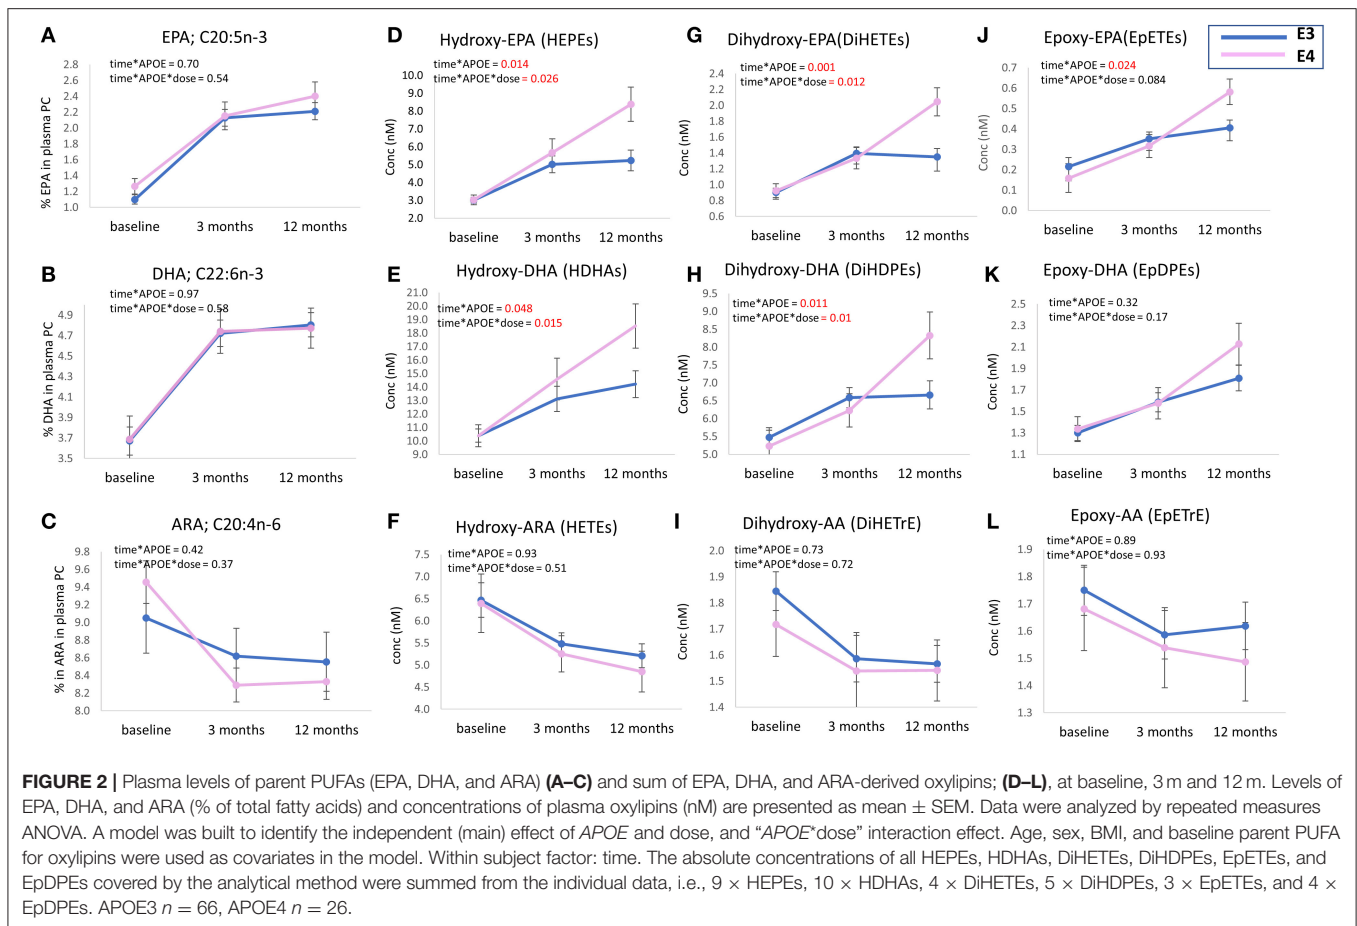 A
EPA; C20:5n-3
time*APOE = 0.70
time*APOE*dose = 0.54
% EPA in plasma PC
2.8
2.6
2.4
2.2
2.0
1.6
1.4
1.2
1.0
baseline 3 months 12 months
D
Hydroxy-EPA (HEPEs)
time*APOE = 0.014
time*APOE*dose = 0.026
Conc (nM)
10.0
9.0
8.0
7.0
6.0
5.0
4.0
3.0
2.0
baseline 3 months 12 months
G
Dihydroxy-EPA(DiHETEs)
time*APOE = 0.001
time*APOE*dose = 0.012
Conc (nM)
2.4
2.2
2.0
1.8
1.6
1.4
1.2
1.0
0.8
0.6
baseline 3 months 12 months
J
Epoxy-EPA(EpETEs)
time*APOE = 0.024
time*APOE*dose = 0.084
Conc (nM)
0.7
0.6
0.5
0.4
0.3
0.2
0.1
0.0
baseline 3 months 12 months
E3
E4
B
DHA; C22:6n-3
time*APOE = 0.97
time*APOE*dose = 0.58
% DHA in plasma PC
4.9
4.7
4.5
4.3
4.1
3.9
3.7
3.5
baseline 3 months 12 months
E
Hydroxy-DHA (HDHAs)
time*APOE = 0.048
time*APOE*dose = 0.015
Conc (nM)
21.0
20.0
19.0
18.0
17.0
16.0
15.0
14.0
13.0
12.0
11.0
10.0
9.0
baseline 3 months 12 months
H
Dihydroxy-DHA (DiHDPEs)
time*APOE = 0.011
time*APOE*dose = 0.01
Conc (nM)
9.5
9.0
8.5
8.0
7.5
7.0
6.5
6.0
5.5
5.0
baseline 3 months 12 months
K
Epoxy-DHA (EpDPEs)
time*APOE = 0.32
time*APOE*dose = 0.17
Conc (nM)
2.5
2.3
2.1
1.9
1.7
1.5
1.3
1.1
baseline 3 months 12 months
C
ARA; C20:4n-6
time*APOE = 0.42
time*APOE*dose = 0.37
% in ARA in plasma PC
9.8
9.6
9.4
9.2
9.0
8.8
8.6
8.4
8.2
8.0
baseline 3 months 12 months
F
Hydroxy-ARA (HETEs)
time*APOE = 0.93
time*APOE*dose = 0.51
conc (nM)
7.5
7.0
6.5
6.0
5.5
5.0
4.5
4.0
baseline 3 months 12 months
I
Dihydroxy-AA (DiHETrE)
time*APOE = 0.73
time*APOE*dose = 0.72
Conc (nM)
2.0
1.9
1.8
1.7
1.6
1.5
1.4
baseline 3 months 12 months
L
Epoxy-AA (EpETrE)
time*APOE = 0.89
time*APOE*dose = 0.93
Conc (nM)
1.9
1.8
1.7
1.6
1.5
1.4
1.3
baseline 3 months 12 months
FIGURE 2 | Plasma levels of parent PUFAs (EPA, DHA, and ARA) (A–C) and sum of EPA, DHA, and ARA-derived oxylipins; (D–L), at baseline, 3 m and 12 m. Levels of
EPA, DHA, and ARA (% of total fatty acids) and concentrations of plasma oxylipins (nM) are presented as mean ± SEM. Data were analyzed by repeated measures
ANOVA. A model was built to identify the independent (main) effect of APOE and dose, and “APOE*dose” interaction effect. Age, sex, BMI, and baseline parent PUFA
for oxylipins were used as covariates in the model. Within subject factor: time. The absolute concentrations of all HEPEs, HDHAs, DiHETEs, DiHDPEs, EpETEs, and
EpDPEs covered by the analytical method were summed from the individual data, i.e., 9 × HEPEs, 10 × HDHAs, 4 × DiHETEs, 5 × DiHDPEs, 3 × EpETEs, and 4 ×
EpDPEs. APOE3 n = 66, APOE4 n = 26.